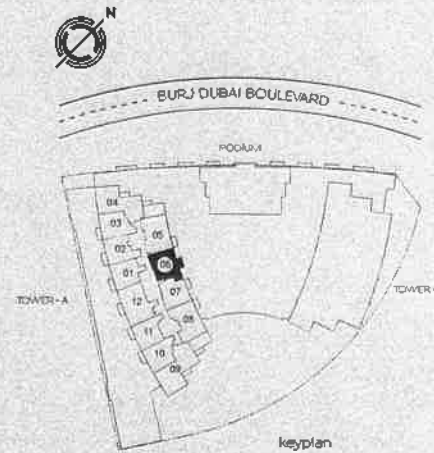 N
BURJ DUBAI BOULEVARD
PODIUM
04
03
05
02
06
01
07
TOWER - A
TOWER -
12
08
11
10
09
keyplan